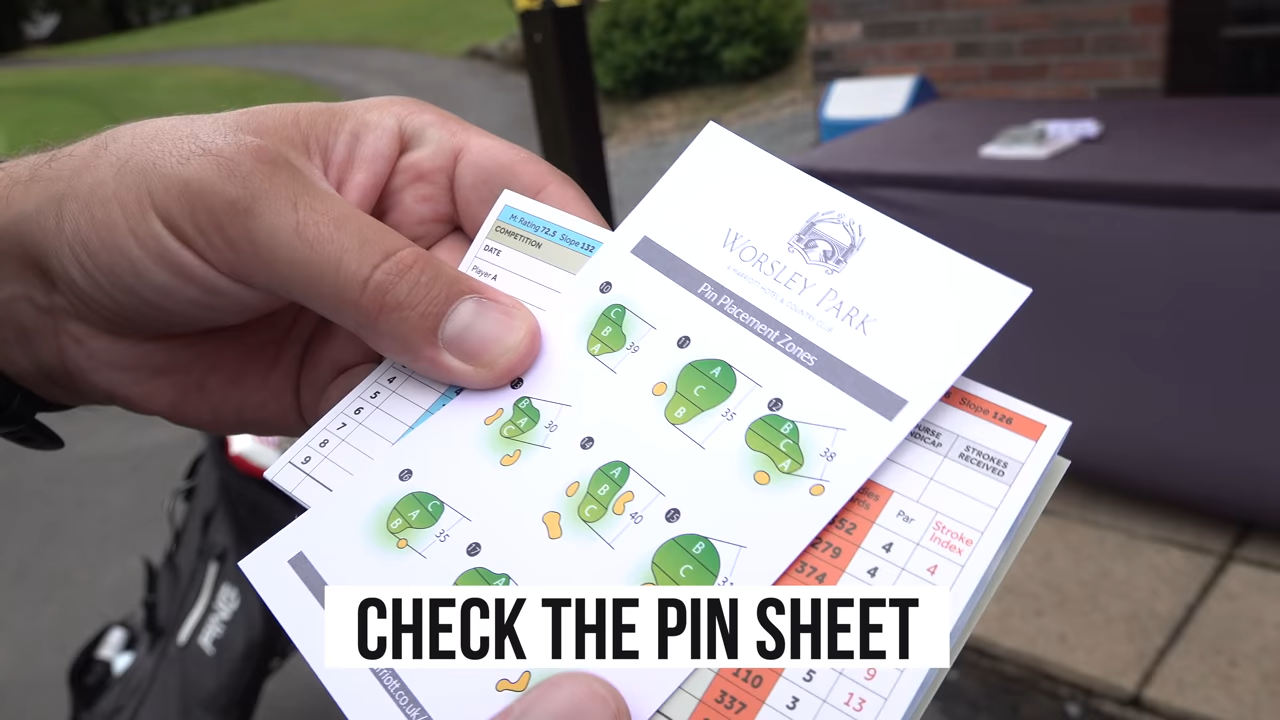 M: Rating 72.5 Slope 132
COMPETITION
DATE
Player A
4
5
6
7
8
9
WORSLEY PARK
A MARRIOTT HOTEL & COUNTRY CLUB
Pin Placement Zones
10
C
B
A
39
11
A
C
B
35
12
B
C
A
38
13
B
A
C
30
14
A
B
C
40
15
B
C
16
C
A
B
35
17
A
Slope 126
STROKES
RECEIVED
Par
Stroke
Index
352
4
4
279
4
374
110
5
9
337
3
13
PING
CHECK THE PIN SHEET